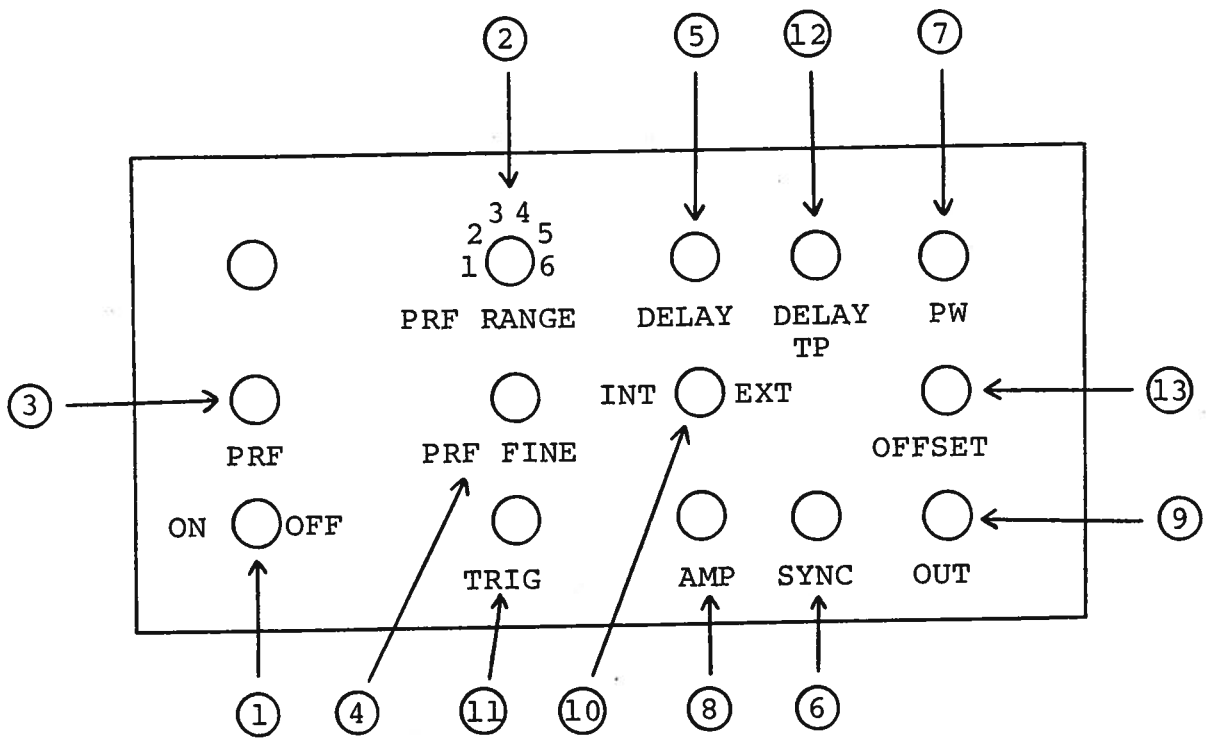 2 5 12 7
3 4
2 5
1 6
PRF RANGE DELAY DELAY PW
TP
3 INT EXT 13
PRF PRF FINE OFFSET
ON OFF 9
TRIG AMP SYNC OUT
1 4 11 10 8 6